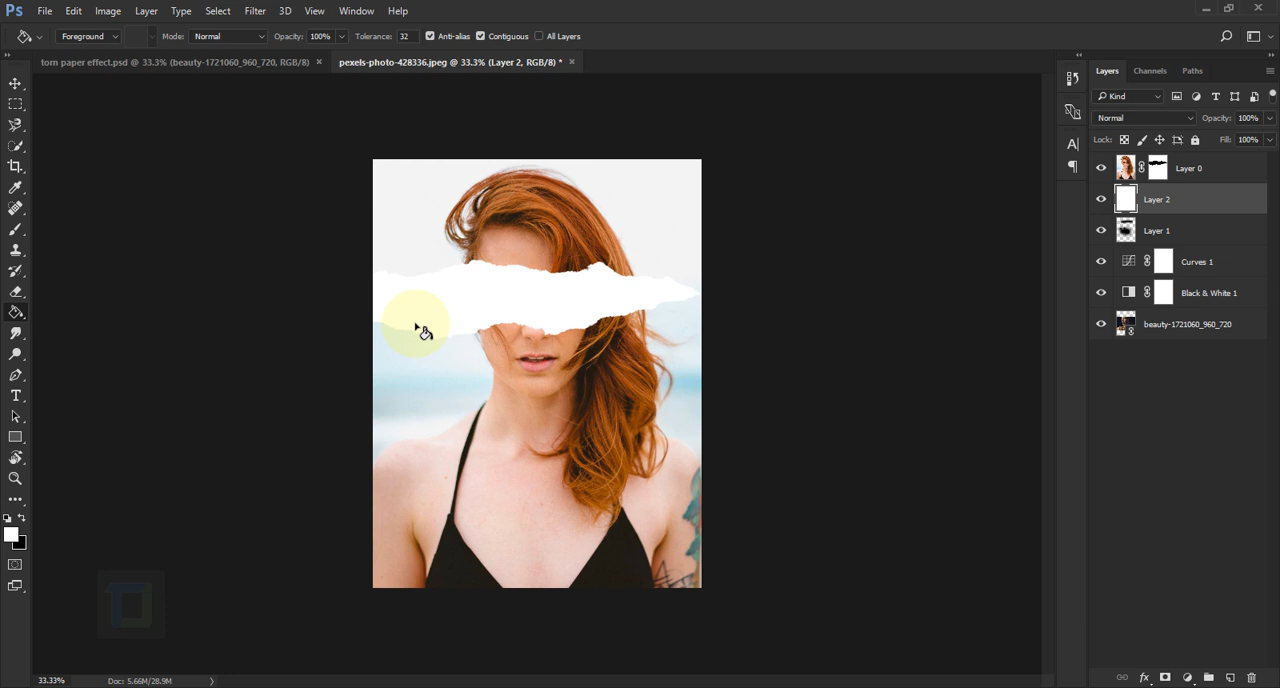 Ps File Edit Image Layer Type Select Filter 3D View Window Help
Foreground Mode: Normal Opacity: 100% Tolerance: 32 Anti-alias Contiguous All Layers
torn paper effect.psd @ 33.3% (beauty-1721060_960_720, RGB/8) × pexels-photo-428336.jpeg @ 33.3% (Layer 2, RGB/8) * ×
Layers Channels Paths
Kind
Normal Opacity: 100%
Lock: Fill: 100%
Layer 0
Layer 2
Layer 1
Curves 1
Black & White 1
beauty-1721060_960_720
33.33% Doc: 5.66M/28.9M
fx